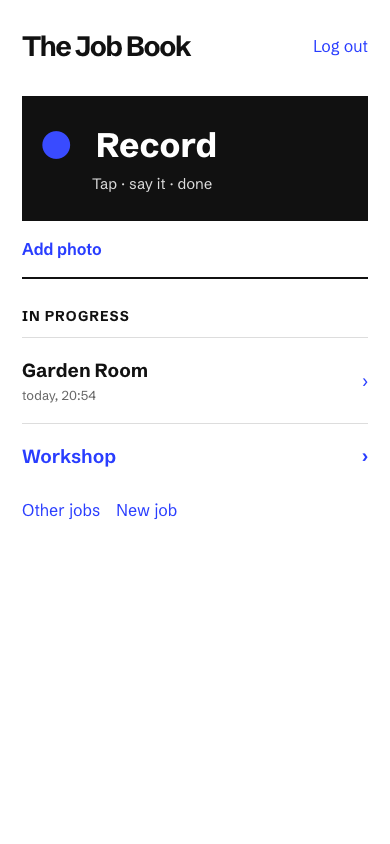 The Job Book
Log out
Record
Tap · say it · done
Add photo
IN PROGRESS
Garden Room
today, 20:54
›
Workshop
›
Other jobs New job